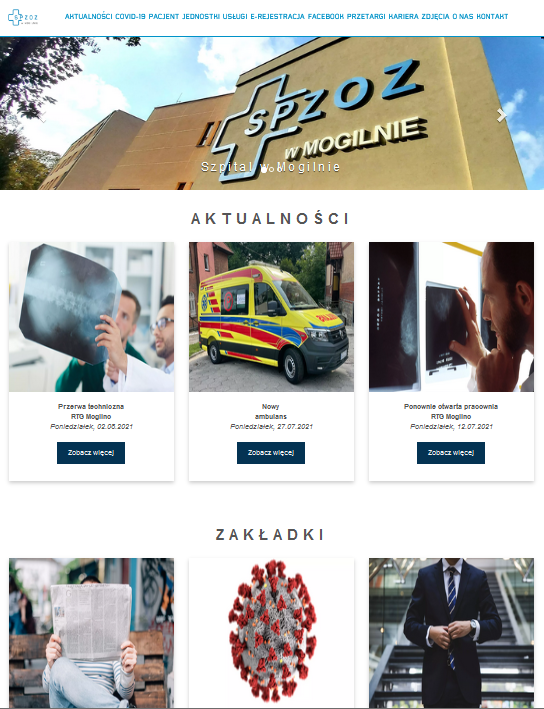 SPZOZ
AKTUALNOŚCI COVID-19 PACJENT JEDNOSTKI USŁUGI E-REJESTRACJA FACEBOOK PRZETARGI KARIERA ZDJĘCIA O NAS KONTAKT
SPZOZ
w MOGILNIE
Szpital w Mogilnie
AKTUALNOŚCI
Przerwa techniczna
RTG Mogilno
Poniedziałek, 02.08.2021
Zobacz więcej
Nowy
ambulans
Poniedziałek, 27.07.2021
Zobacz więcej
Ponownie otwarta pracownia
RTG Mogilno
Poniedziałek, 12.07.2021
Zobacz więcej
ZAKŁADKI